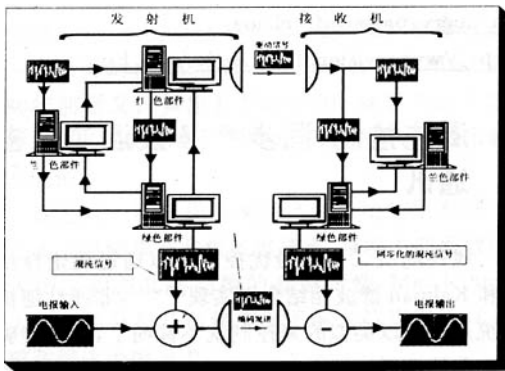 发射机
接收机
驱动信号
红色部件
色部件
蓝色部件
绿色部件
绿色部件
混沌信号
同步化的混沌信号
电报输入
编码发送
电报输出